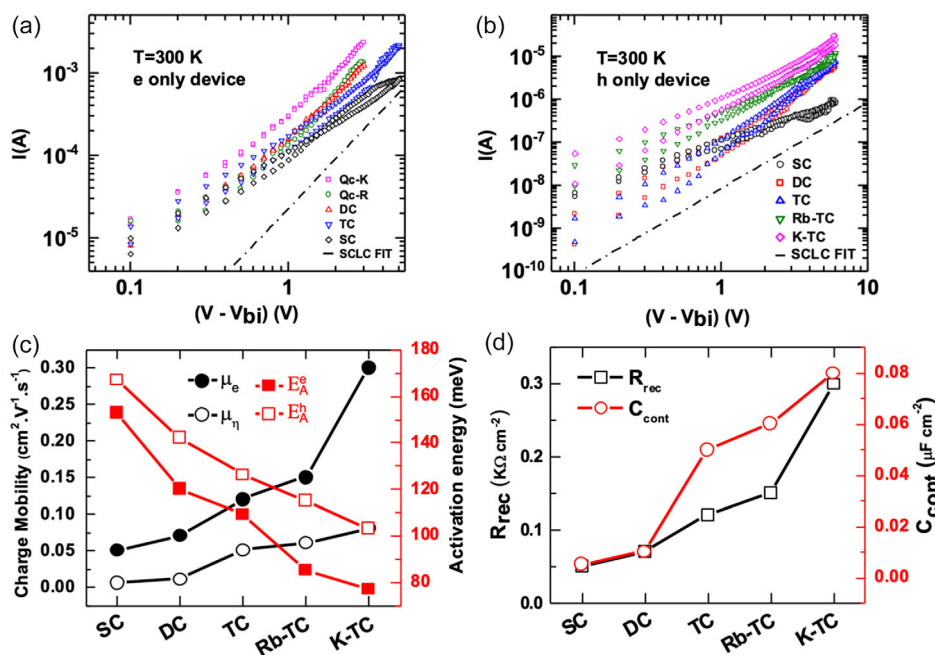 (a)
T=300 K
e only device
I(A)
10⁻³
10⁻⁴
10⁻⁵
Qc-K
Qc-R
DC
TC
SC
SCLC FIT
0.1
1
(V - Vbi) (V)
(b)
T=300 K
h only device
I(A)
10⁻⁴
10⁻⁵
10⁻⁶
10⁻⁷
10⁻⁸
10⁻⁹
10⁻¹⁰
SC
DC
TC
Rb-TC
K-TC
SCLC FIT
0.1
1
10
(V - Vbi) (V)
(c)
Charge Mobility (cm².V⁻¹.s⁻¹)
0.30
0.25
0.20
0.15
0.10
0.05
0.00
μe
μη
E_A^e
E_A^h
180
160
140
120
100
80
Activation energy (meV)
SC
DC
TC
Rb-TC
K-TC
(d)
Rrec (KΩ cm⁻²)
0.3
0.2
0.1
0.0
Rrec
Ccont
0.08
0.06
0.04
0.02
0.00
Ccont (μF cm⁻²)
SC
DC
TC
Rb-TC
K-TC